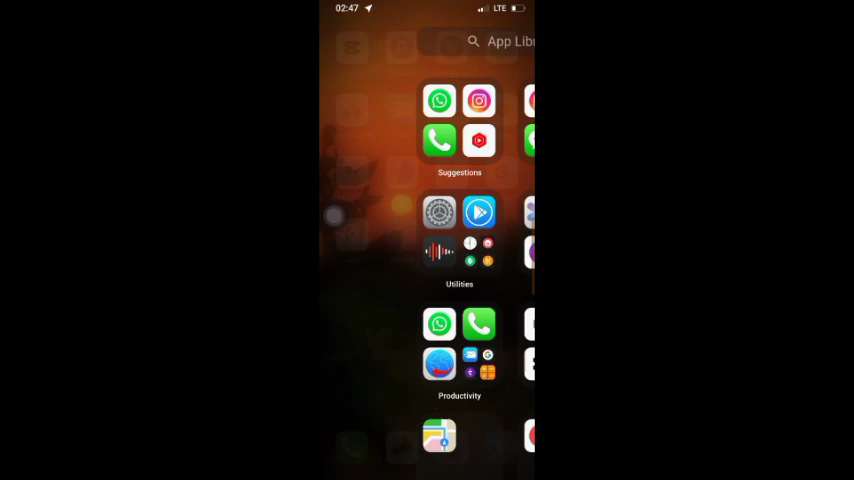 02:47
LTE
App Libr
Suggestions
Utilities
Productivity